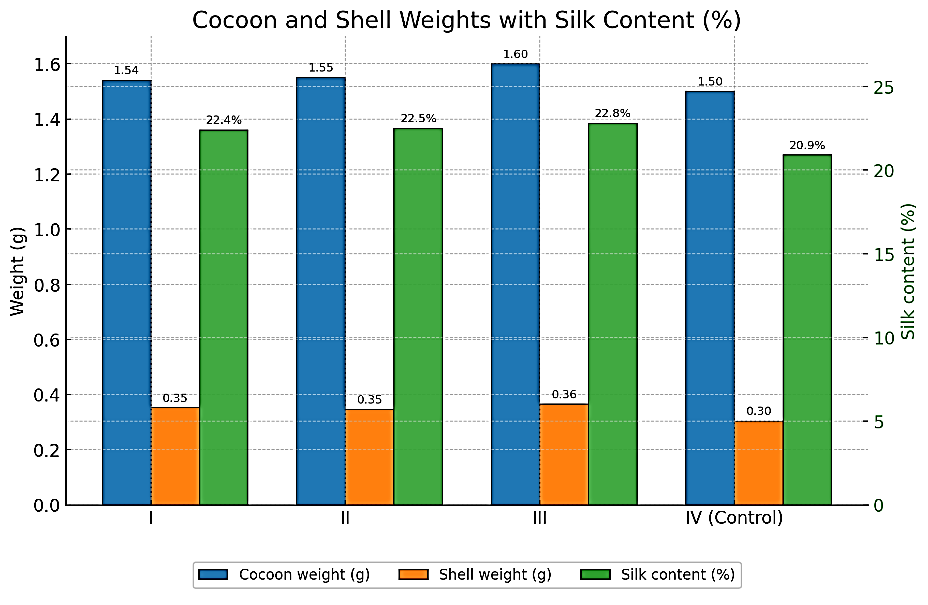 Cocoon and Shell Weights with Silk Content (%)
Weight (g)
1.6
1.4
1.2
1.0
0.8
0.6
0.4
0.2
0.0
1.54
0.35
22.4%
1.55
0.35
22.5%
1.60
0.36
22.8%
1.50
0.30
20.9%
25
20
15
10
5
0
Silk content (%)
I
II
III
IV (Control)
Cocoon weight (g)
Shell weight (g)
Silk content (%)